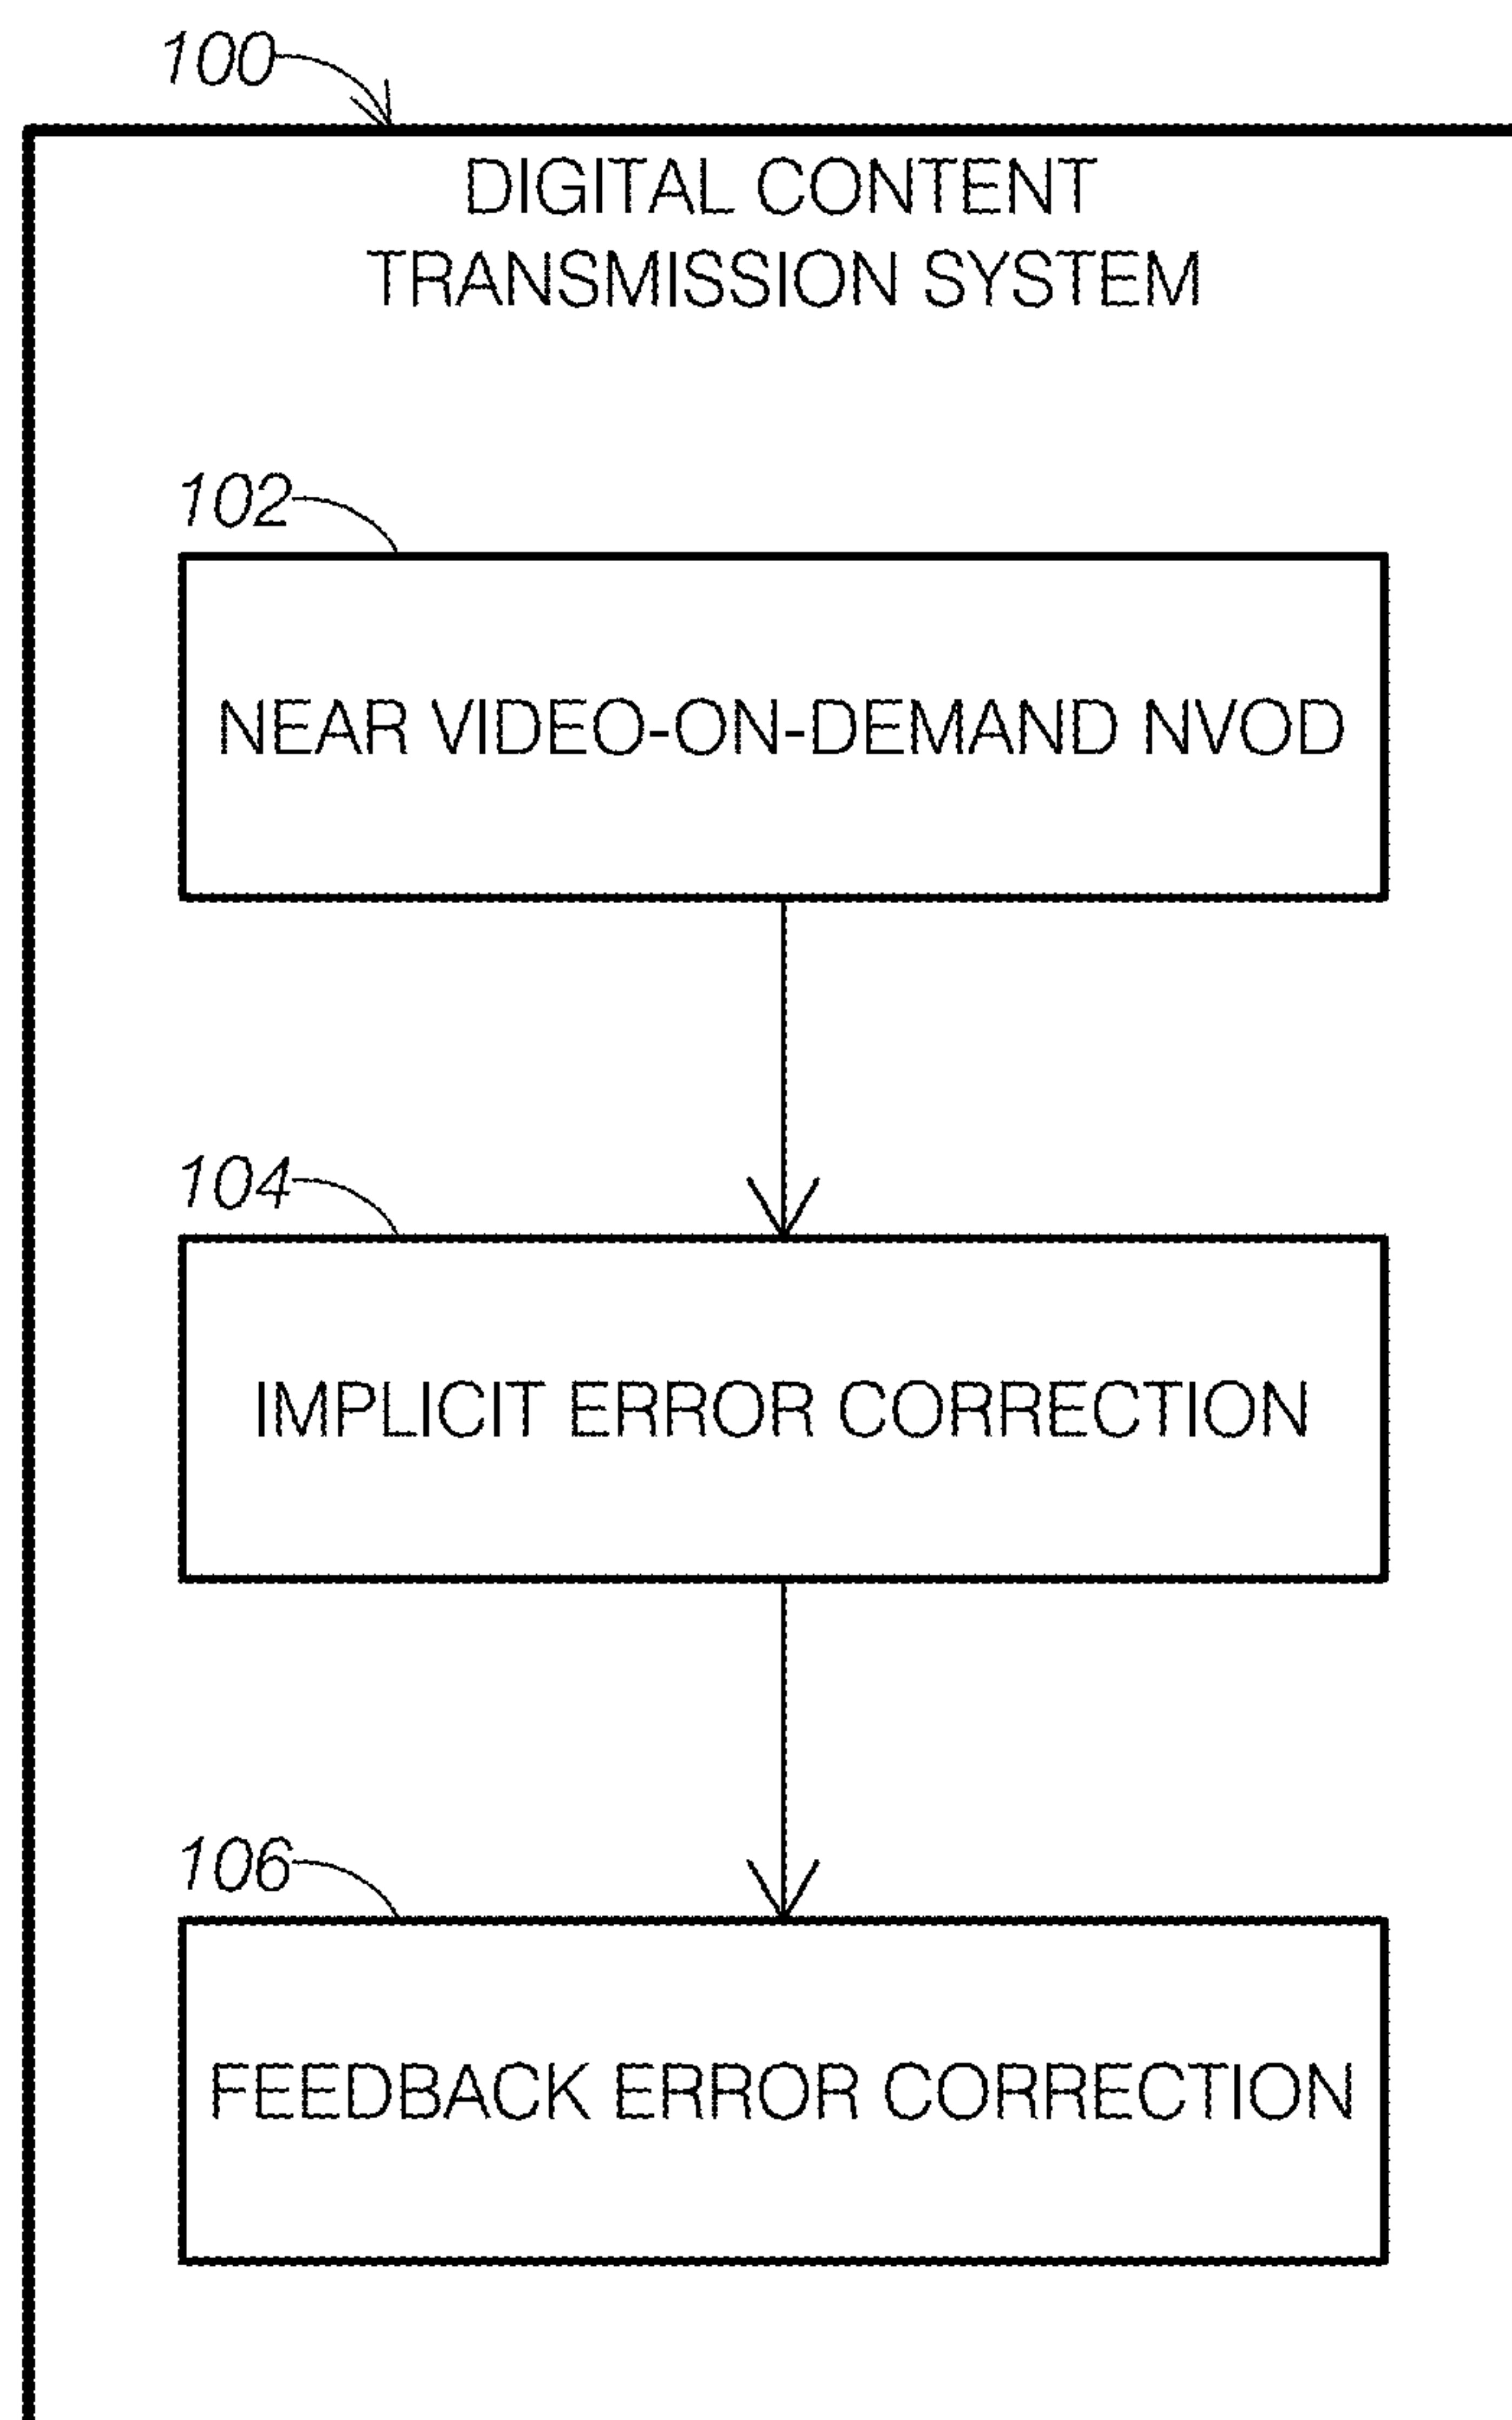 100
DIGITAL CONTENT
TRANSMISSION SYSTEM
102
NEAR VIDEO-ON-DEMAND NVOD
104
IMPLICIT ERROR CORRECTION
106
FEEDBACK ERROR CORRECTION